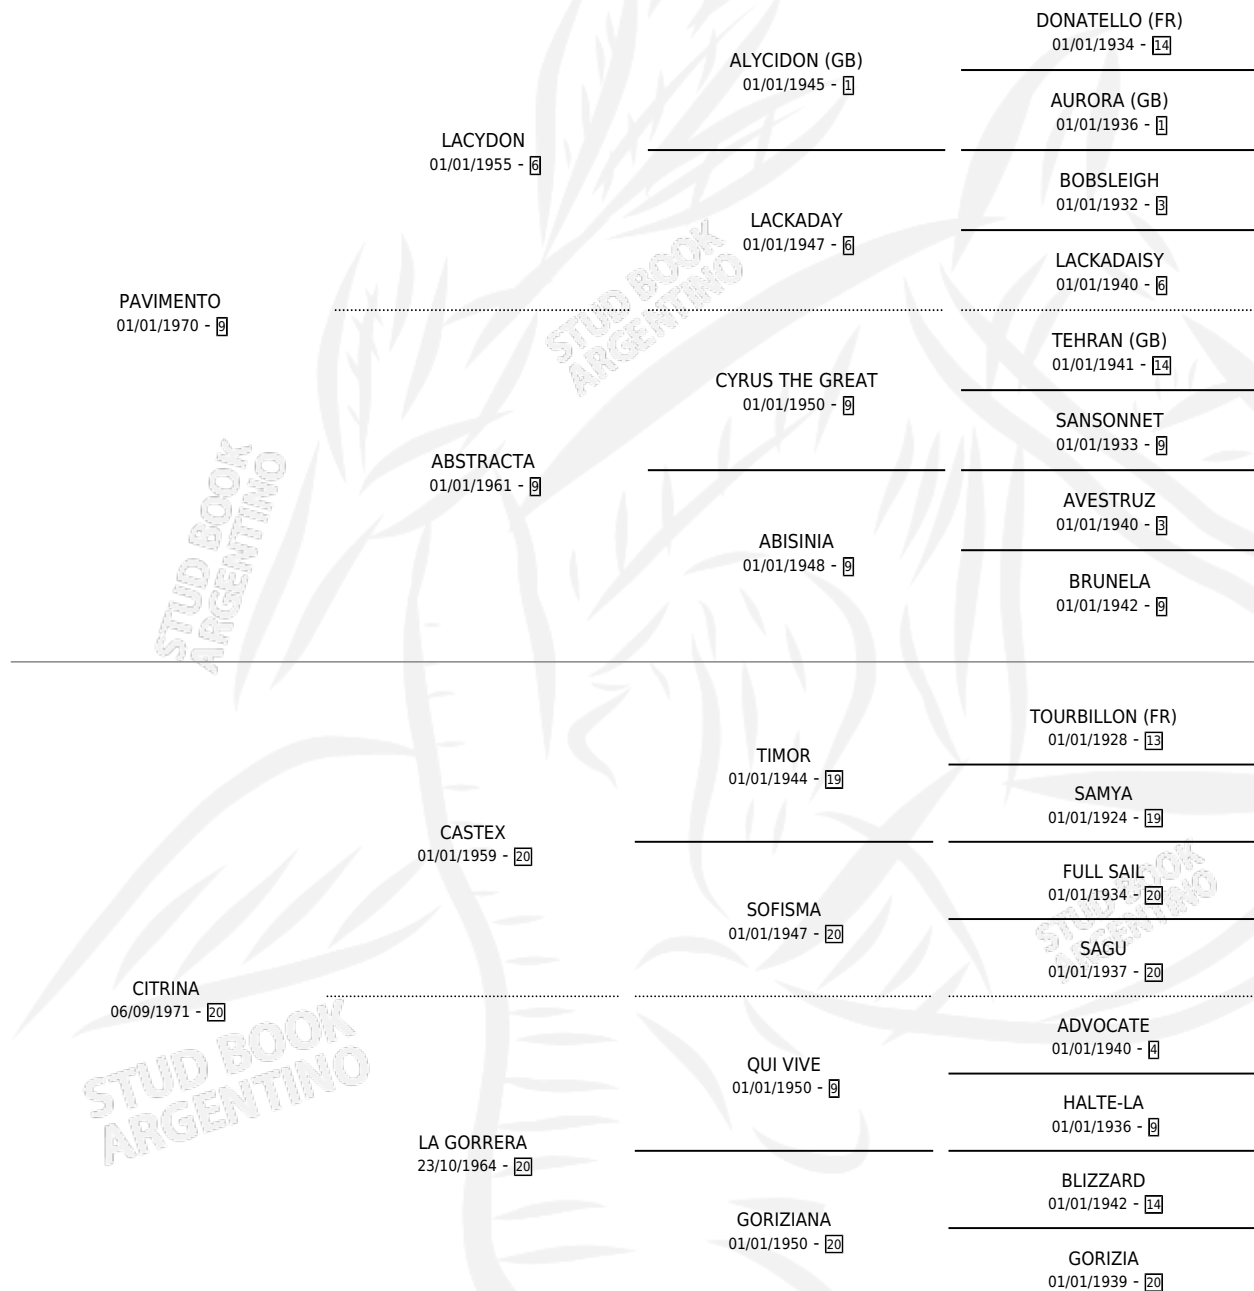 DONATELLO (FR)
01/01/1934 - 14
ALYCIDON (GB)
01/01/1945 - 1
AURORA (GB)
01/01/1936 - 1
LACYDON
01/01/1955 - 6
BOBSLEIGH
01/01/1932 - 3
LACKADAY
01/01/1947 - 6
LACKADAISY
01/01/1940 - 6
PAVIMENTO
01/01/1970 - 9
TEHRAN (GB)
01/01/1941 - 14
CYRUS THE GREAT
01/01/1950 - 9
SANSONNET
01/01/1933 - 9
ABSTRACTA
01/01/1961 - 9
AVESTRUZ
01/01/1940 - 3
ABISINIA
01/01/1948 - 9
BRUNELA
01/01/1942 - 9
TOURBILLON (FR)
01/01/1928 - 13
TIMOR
01/01/1944 - 19
SAMYA
01/01/1924 - 19
CASTEX
01/01/1959 - 20
FULL SAIL
01/01/1934 - 20
SOFISMA
01/01/1947 - 20
SAGU
01/01/1937 - 20
CITRINA
06/09/1971 - 20
ADVOCATE
01/01/1940 - 4
QUI VIVE
01/01/1950 - 9
HALTE-LA
01/01/1936 - 9
LA GORRERA
23/10/1964 - 20
BLIZZARD
01/01/1942 - 14
GORIZIANA
01/01/1950 - 20
GORIZIA
01/01/1939 - 20
STUD BOOK
ARGENTINO
STUD BOOK
ARGENTINO
STUD BOOK
ARGENTINO
STUD BOOK
ARGENTINO